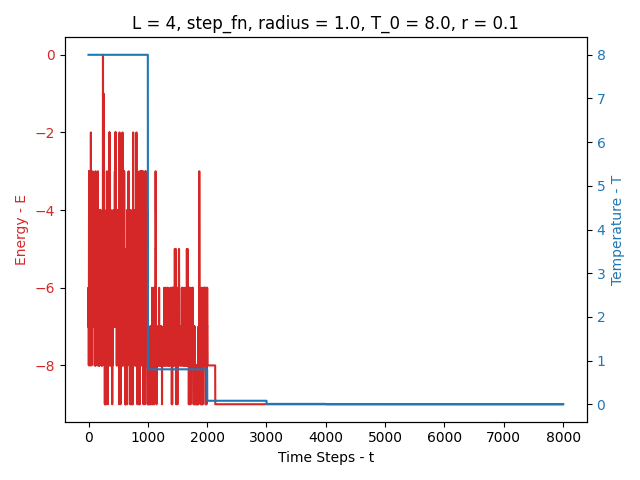 L = 4, step_fn, radius = 1.0, T_0 = 8.0, r = 0.1
Energy - E
0
−2
−4
−6
−8
8
7
6
5
4
3
2
1
0
Temperature - T
0 1000 2000 3000 4000 5000 6000 7000 8000
Time Steps - t